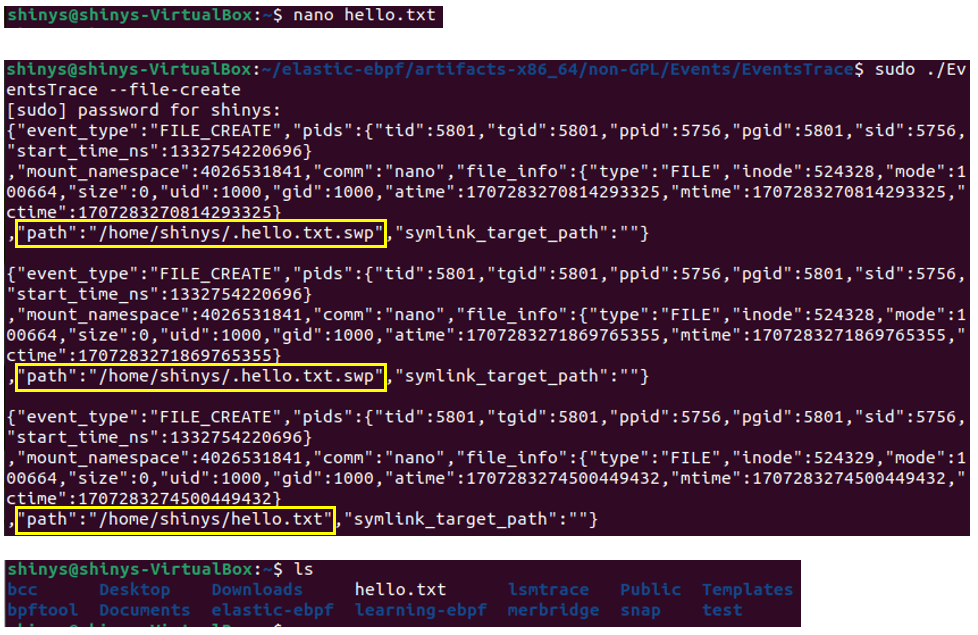 shinys@shinys-VirtualBox:~$ nano hello.txt
shinys@shinys-VirtualBox:~/elastic-ebpf/artifacts-x86_64/non-GPL/Events/EventsTrace$ sudo ./Ev
entsTrace --file-create
[sudo] password for shinys:
{"event_type":"FILE_CREATE","pids":{"tid":5801,"tgid":5801,"ppid":5756,"pgid":5801,"sid":5756,
"start_time_ns":1332754220696}
,"mount_namespace":4026531841,"comm":"nano","file_info":{"type":"FILE","inode":524328,"mode":1
00664,"size":0,"uid":1000,"gid":1000,"atime":1707283270814293325,"mtime":1707283270814293325,"
ctime":1707283270814293325}
,"path":"/home/shinys/.hello.txt.swp","symlink_target_path":""}
{"event_type":"FILE_CREATE","pids":{"tid":5801,"tgid":5801,"ppid":5756,"pgid":5801,"sid":5756,
"start_time_ns":1332754220696}
,"mount_namespace":4026531841,"comm":"nano","file_info":{"type":"FILE","inode":524328,"mode":1
00664,"size":0,"uid":1000,"gid":1000,"atime":1707283271869765355,"mtime":1707283271869765355,"
ctime":1707283271869765355}
,"path":"/home/shinys/.hello.txt.swp","symlink_target_path":""}
{"event_type":"FILE_CREATE","pids":{"tid":5801,"tgid":5801,"ppid":5756,"pgid":5801,"sid":5756,
"start_time_ns":1332754220696}
,"mount_namespace":4026531841,"comm":"nano","file_info":{"type":"FILE","inode":524329,"mode":1
00664,"size":0,"uid":1000,"gid":1000,"atime":1707283274500449432,"mtime":1707283274500449432,"
ctime":1707283274500449432}
,"path":"/home/shinys/hello.txt","symlink_target_path":""}
shinys@shinys-VirtualBox:~$ ls
bcc Desktop Downloads hello.txt lsmtrace Public Templates
bpftool Documents elastic-ebpf learning-ebpf merbridge snap test